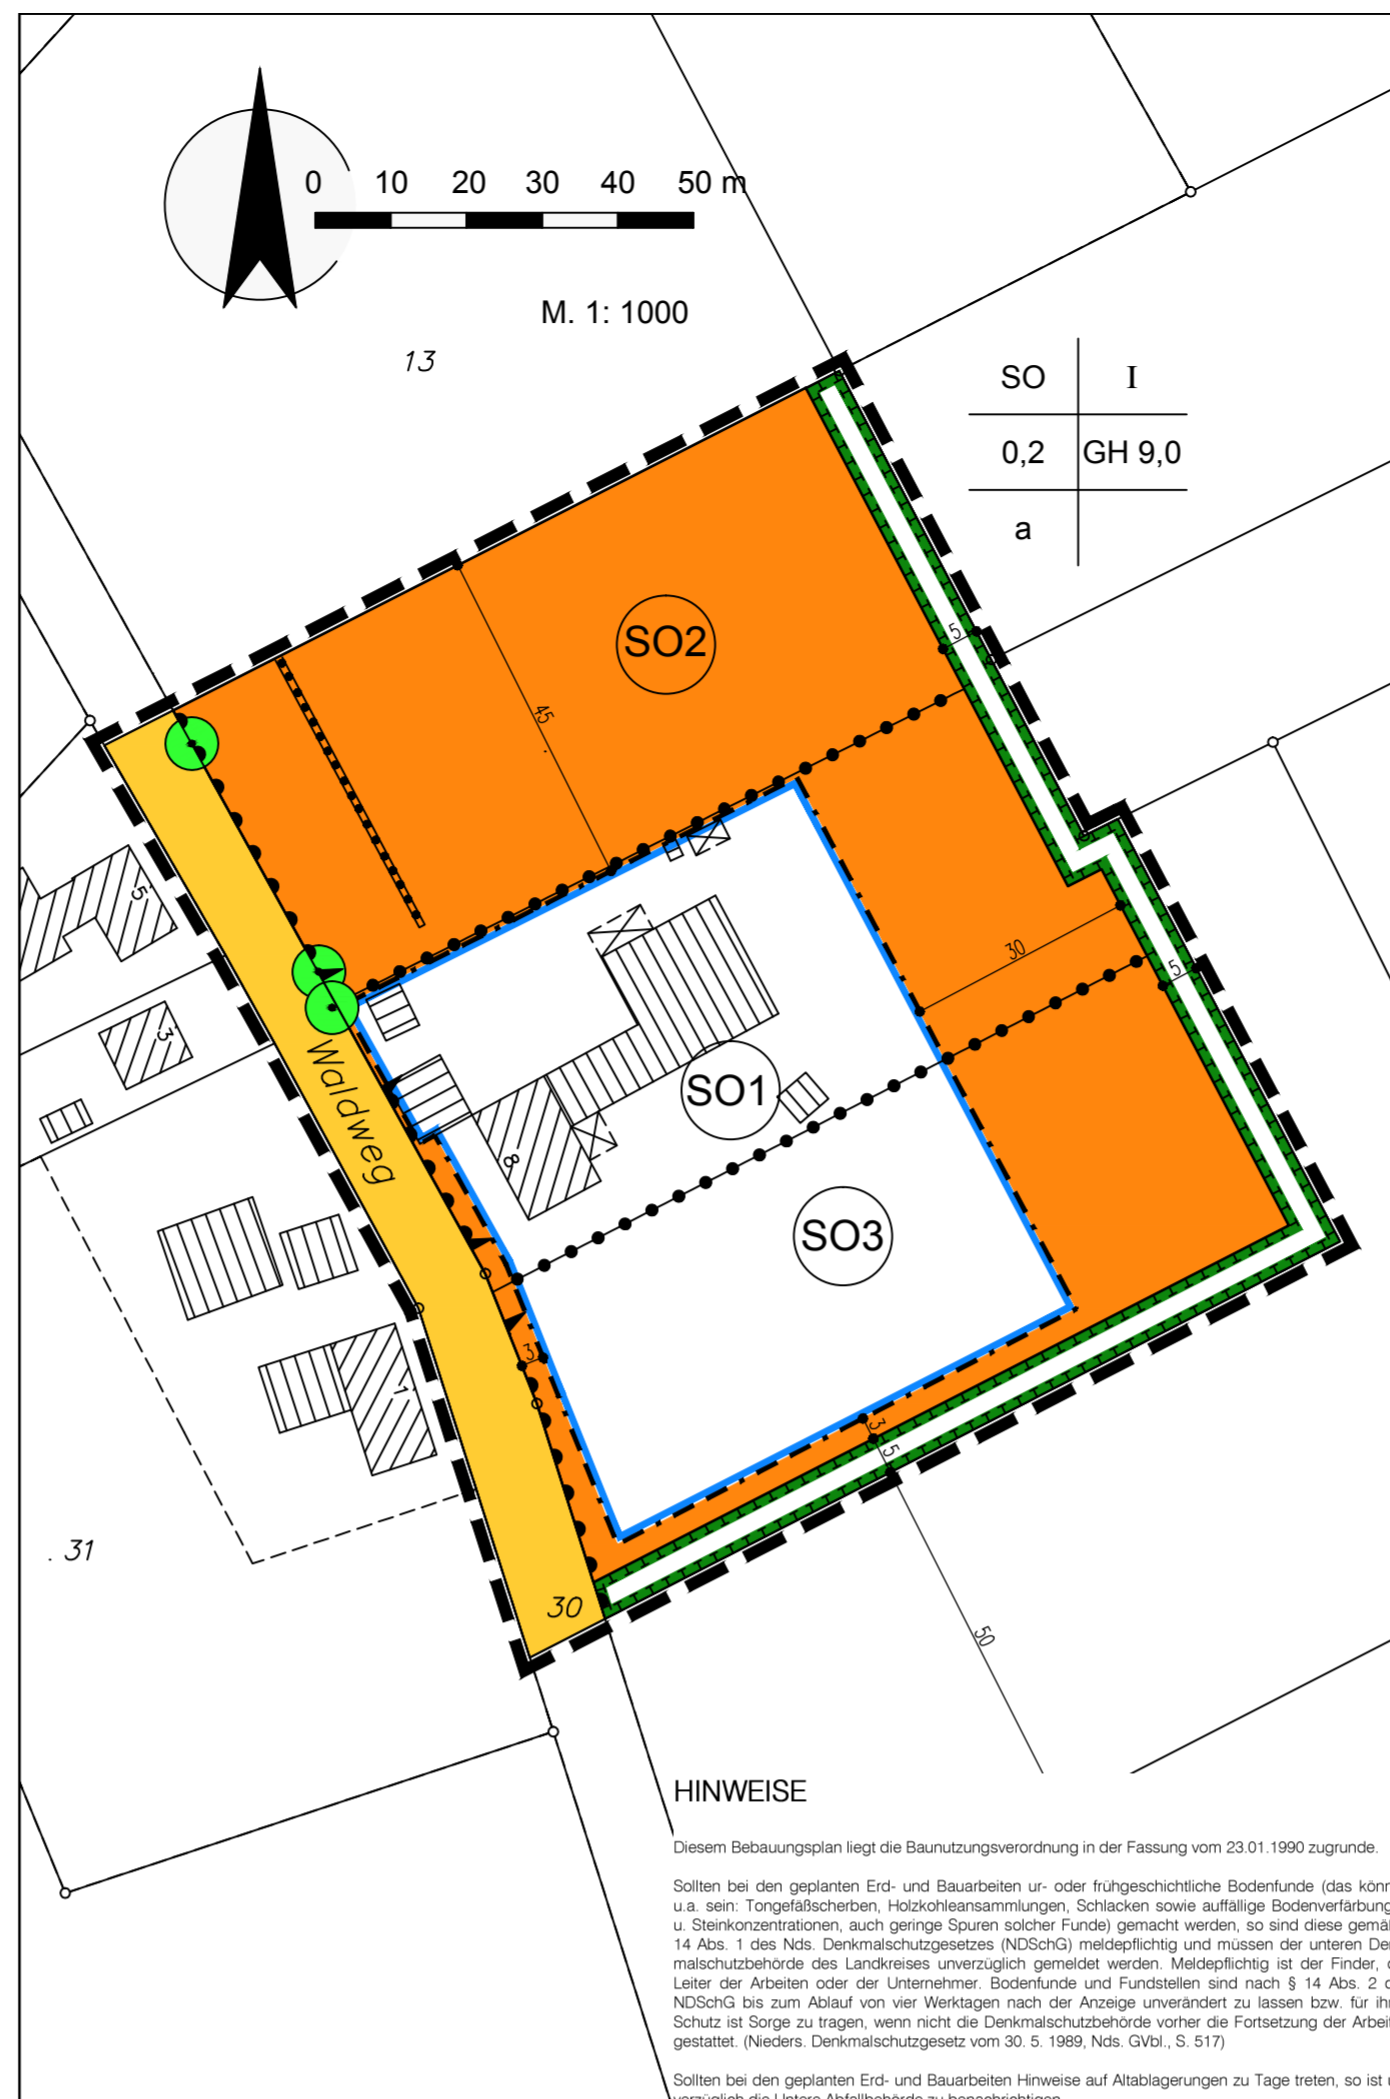 0 10 20 30 40 50 m
M. 1: 1000
13
SO I
0,2 GH 9,0
a
SO2
5
45
5
3
30
5
Waldweg
SO1
8
SO3
3
1
3
5
31
30
50
HINWEISE
Diesem Bebauungsplan liegt die Baunutzungsverordnung in der Fassung vom 23.01.1990 zugrunde.
Sollten bei den geplanten Erd- und Bauarbeiten ur- oder frühgeschichtliche Bodenfunde (das könn
u.a. sein: Tongefäßscherben, Holzkohleansammlungen, Schlacken sowie auffällige Bodenverfärbung
u. Steinkonzentrationen, auch geringe Spuren solcher Funde) gemacht werden, so sind diese gemä
14 Abs. 1 des Nds. Denkmalschutzgesetzes (NDSchG) meldepflichtig und müssen der unteren De
malschutzbehörde des Landkreises unverzüglich gemeldet werden. Meldepflichtig ist der Finder,
Leiter der Arbeiten oder der Unternehmer. Bodenfunde und Fundstellen sind nach § 14 Abs. 2
NDSchG bis zum Ablauf von vier Werktagen nach der Anzeige unverändert zu lassen bzw. für ih
Schutz ist Sorge zu tragen, wenn nicht die Denkmalschutzbehörde vorher die Fortsetzung der Arbeit
gestattet. (Nieders. Denkmalschutzgesetz vom 30. 5. 1989, Nds. GVbl., S. 517)
Sollten bei den geplanten Erd- und Bauarbeiten Hinweise auf Altablagerungen zu Tage treten, so ist
verzüglich die Untere Abfallbehörde zu benachrichtigen